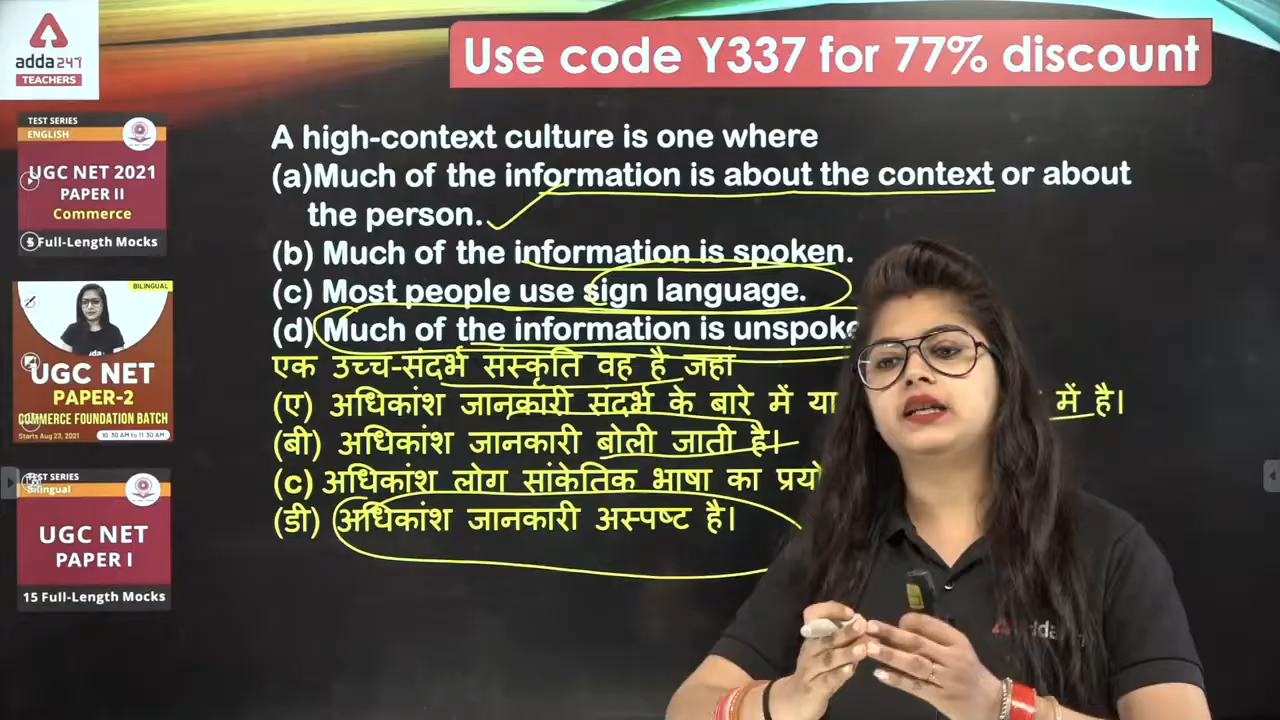 Use code Y337 for 77% discount
adda247
TEACHERS
TEST SERIES
ENGLISH
UGC NET 2021
PAPER II
Commerce
5 Full-Length Mocks
BILINGUAL
UGC NET
PAPER-2
COMMERCE FOUNDATION BATCH
Starts Aug 23, 2021
10:30 AM to 11:30 AM
TEST SERIES
Bilingual
UGC NET
PAPER I
15 Full-Length Mocks
A high-context culture is one where
(a)Much of the information is about the context or about
the person.
(b) Much of the information is spoken.
(c) Most people use sign language.
(d) Much of the information is
एक उच्च-संदर्भ संस्कृति वह है जहां
(ए) अधिकांश जानकारी संदर्भ के बारे में या में है।
(बी) अधिकांश जानकारी बोली जाती है।
(c) अधिकांश लोग सांकेतिक भाषा का
(डी) अधिकांश जानकारी अस्पष्ट है।